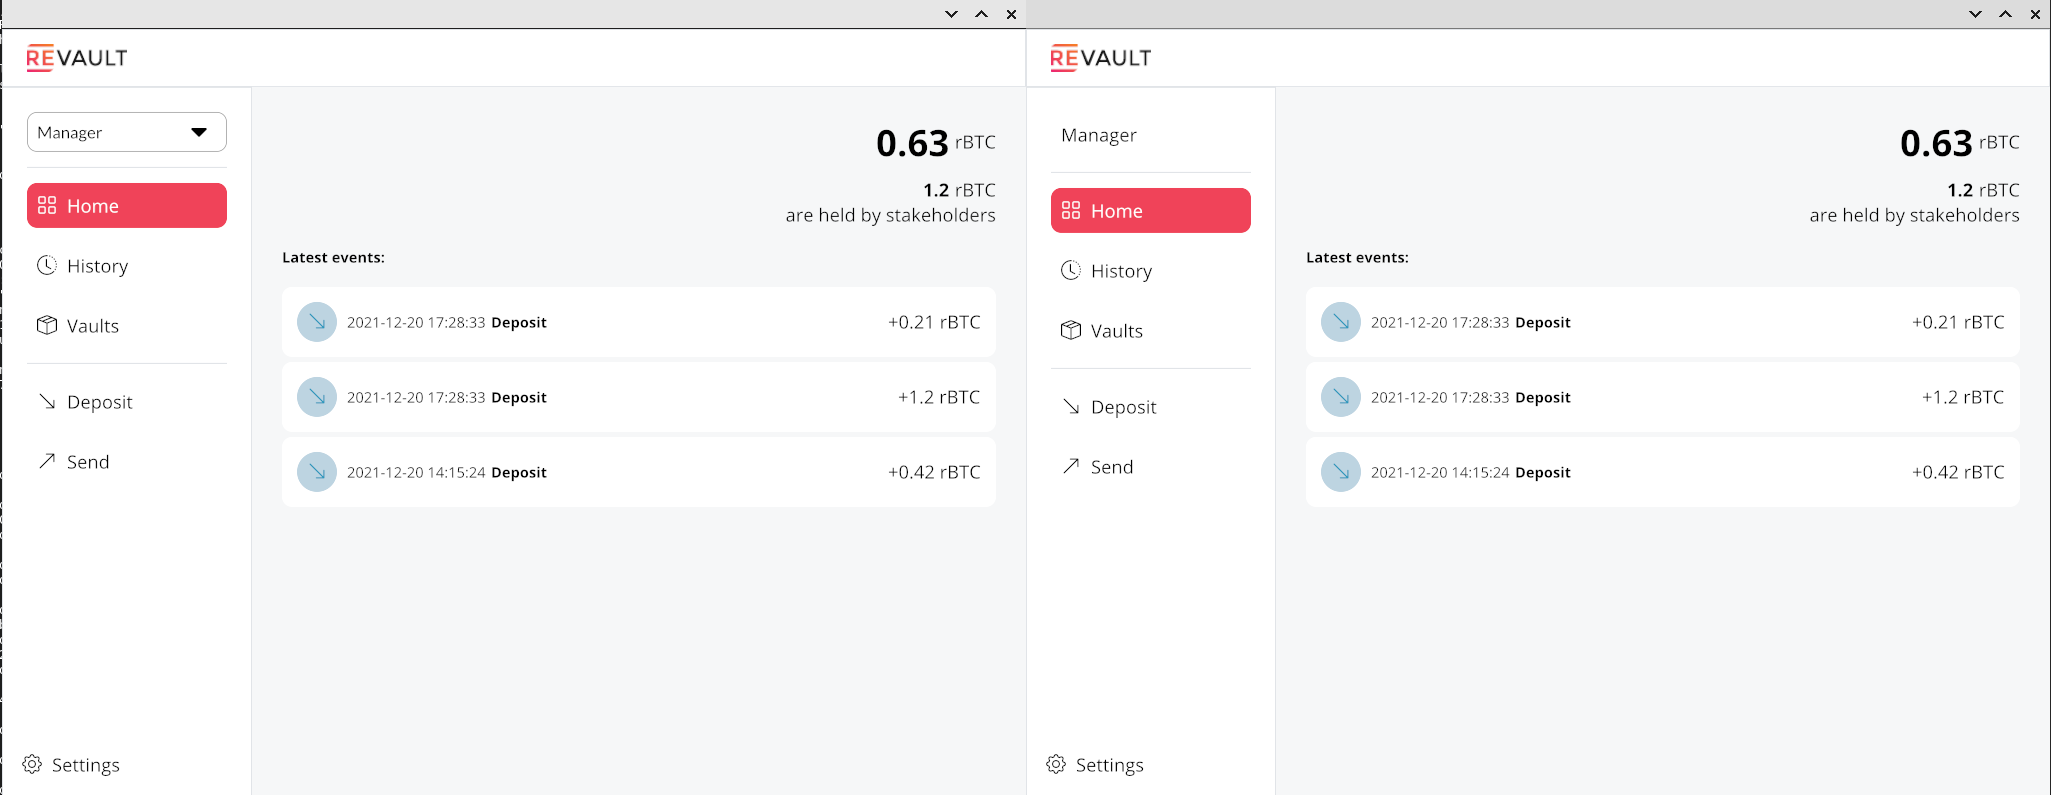 REVAULT
Manager
Home
History
Vaults
Deposit
Send
Settings
0.63 rBTC
1.2 rBTC
are held by stakeholders
Latest events:
2021-12-20 17:28:33 Deposit +0.21 rBTC
2021-12-20 17:28:33 Deposit +1.2 rBTC
2021-12-20 14:15:24 Deposit +0.42 rBTC
REVAULT
Manager
Home
History
Vaults
Deposit
Send
Settings
0.63 rBTC
1.2 rBTC
are held by stakeholders
Latest events:
2021-12-20 17:28:33 Deposit +0.21 rBTC
2021-12-20 17:28:33 Deposit +1.2 rBTC
2021-12-20 14:15:24 Deposit +0.42 rBTC